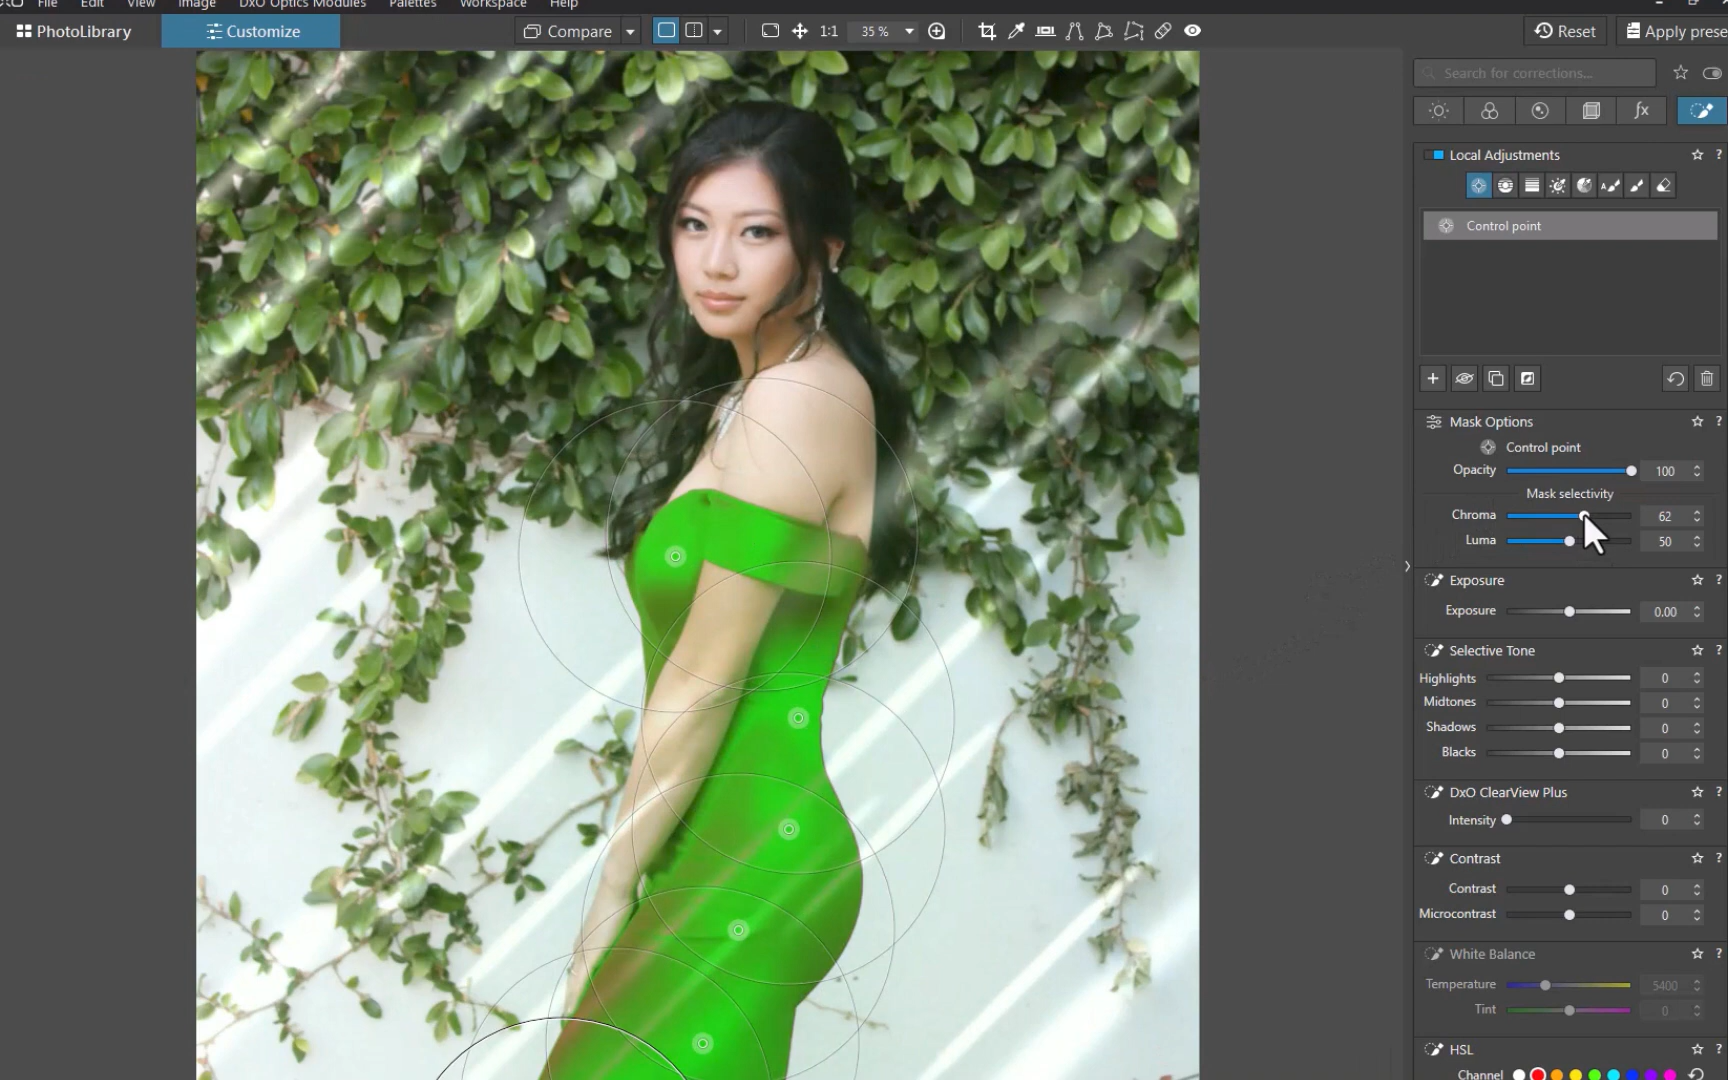 File Edit View Image DxO Optics Modules Palettes Workspace Help
PhotoLibrary Customize Compare 1:1 35 % Reset Apply prese
Search for corrections...
fx
Local Adjustments ?
A
Control point
Mask Options ?
Control point
Opacity 100
Mask selectivity
Chroma 62
Luma 50
Exposure ?
Exposure 0.00
Selective Tone ?
Highlights 0
Midtones 0
Shadows 0
Blacks 0
DxO ClearView Plus ?
Intensity 0
Contrast ?
Contrast 0
Microcontrast 0
White Balance ?
Temperature 5400
Tint 0
HSL ?
Channel